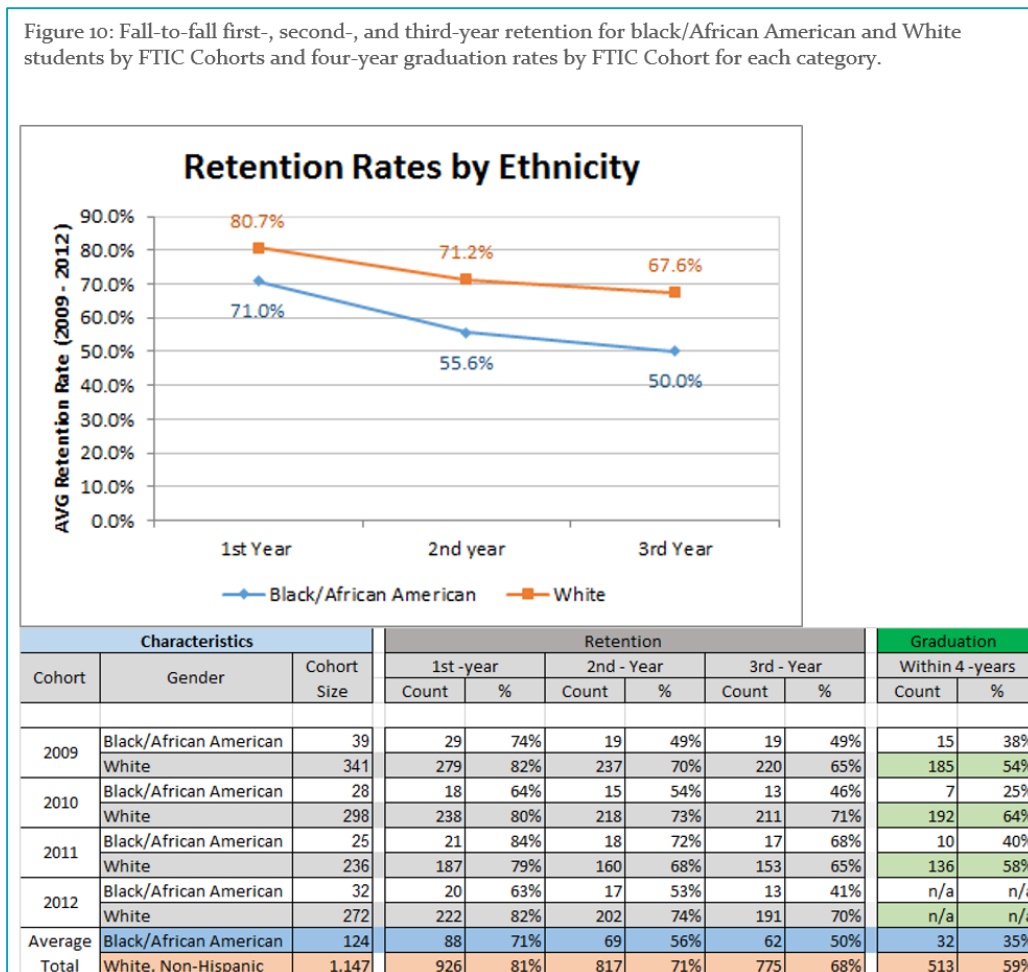 Figure 10: Fall-to-fall first-, second-, and third-year retention for black/African American and White
students by FTIC Cohorts and four-year graduation rates by FTIC Cohort for each category.
Retention Rates by Ethnicity
AVG Retention Rate (2009 - 2012)
90.0%
80.0%
70.0%
60.0%
50.0%
40.0%
30.0%
20.0%
10.0%
0.0%
80.7%
71.2%
67.6%
71.0%
55.6%
50.0%
1st Year 2nd year 3rd Year
Black/African American White
Characteristics Retention Graduation
Cohort Gender Cohort Size 1st -year 2nd - Year 3rd - Year Within 4 -years
Count % Count % Count % Count %
2009 Black/African American 39 29 74% 19 49% 19 49% 15 38%
White 341 279 82% 237 70% 220 65% 185 54%
2010 Black/African American 28 18 64% 15 54% 13 46% 7 25%
White 298 238 80% 218 73% 211 71% 192 64%
2011 Black/African American 25 21 84% 18 72% 17 68% 10 40%
White 236 187 79% 160 68% 153 65% 136 58%
2012 Black/African American 32 20 63% 17 53% 13 41% n/a n/a
White 272 222 82% 202 74% 191 70% n/a n/a
Average Black/African American 124 88 71% 69 56% 62 50% 32 35%
Total White, Non-Hispanic 1,147 926 81% 817 71% 775 68% 513 59%